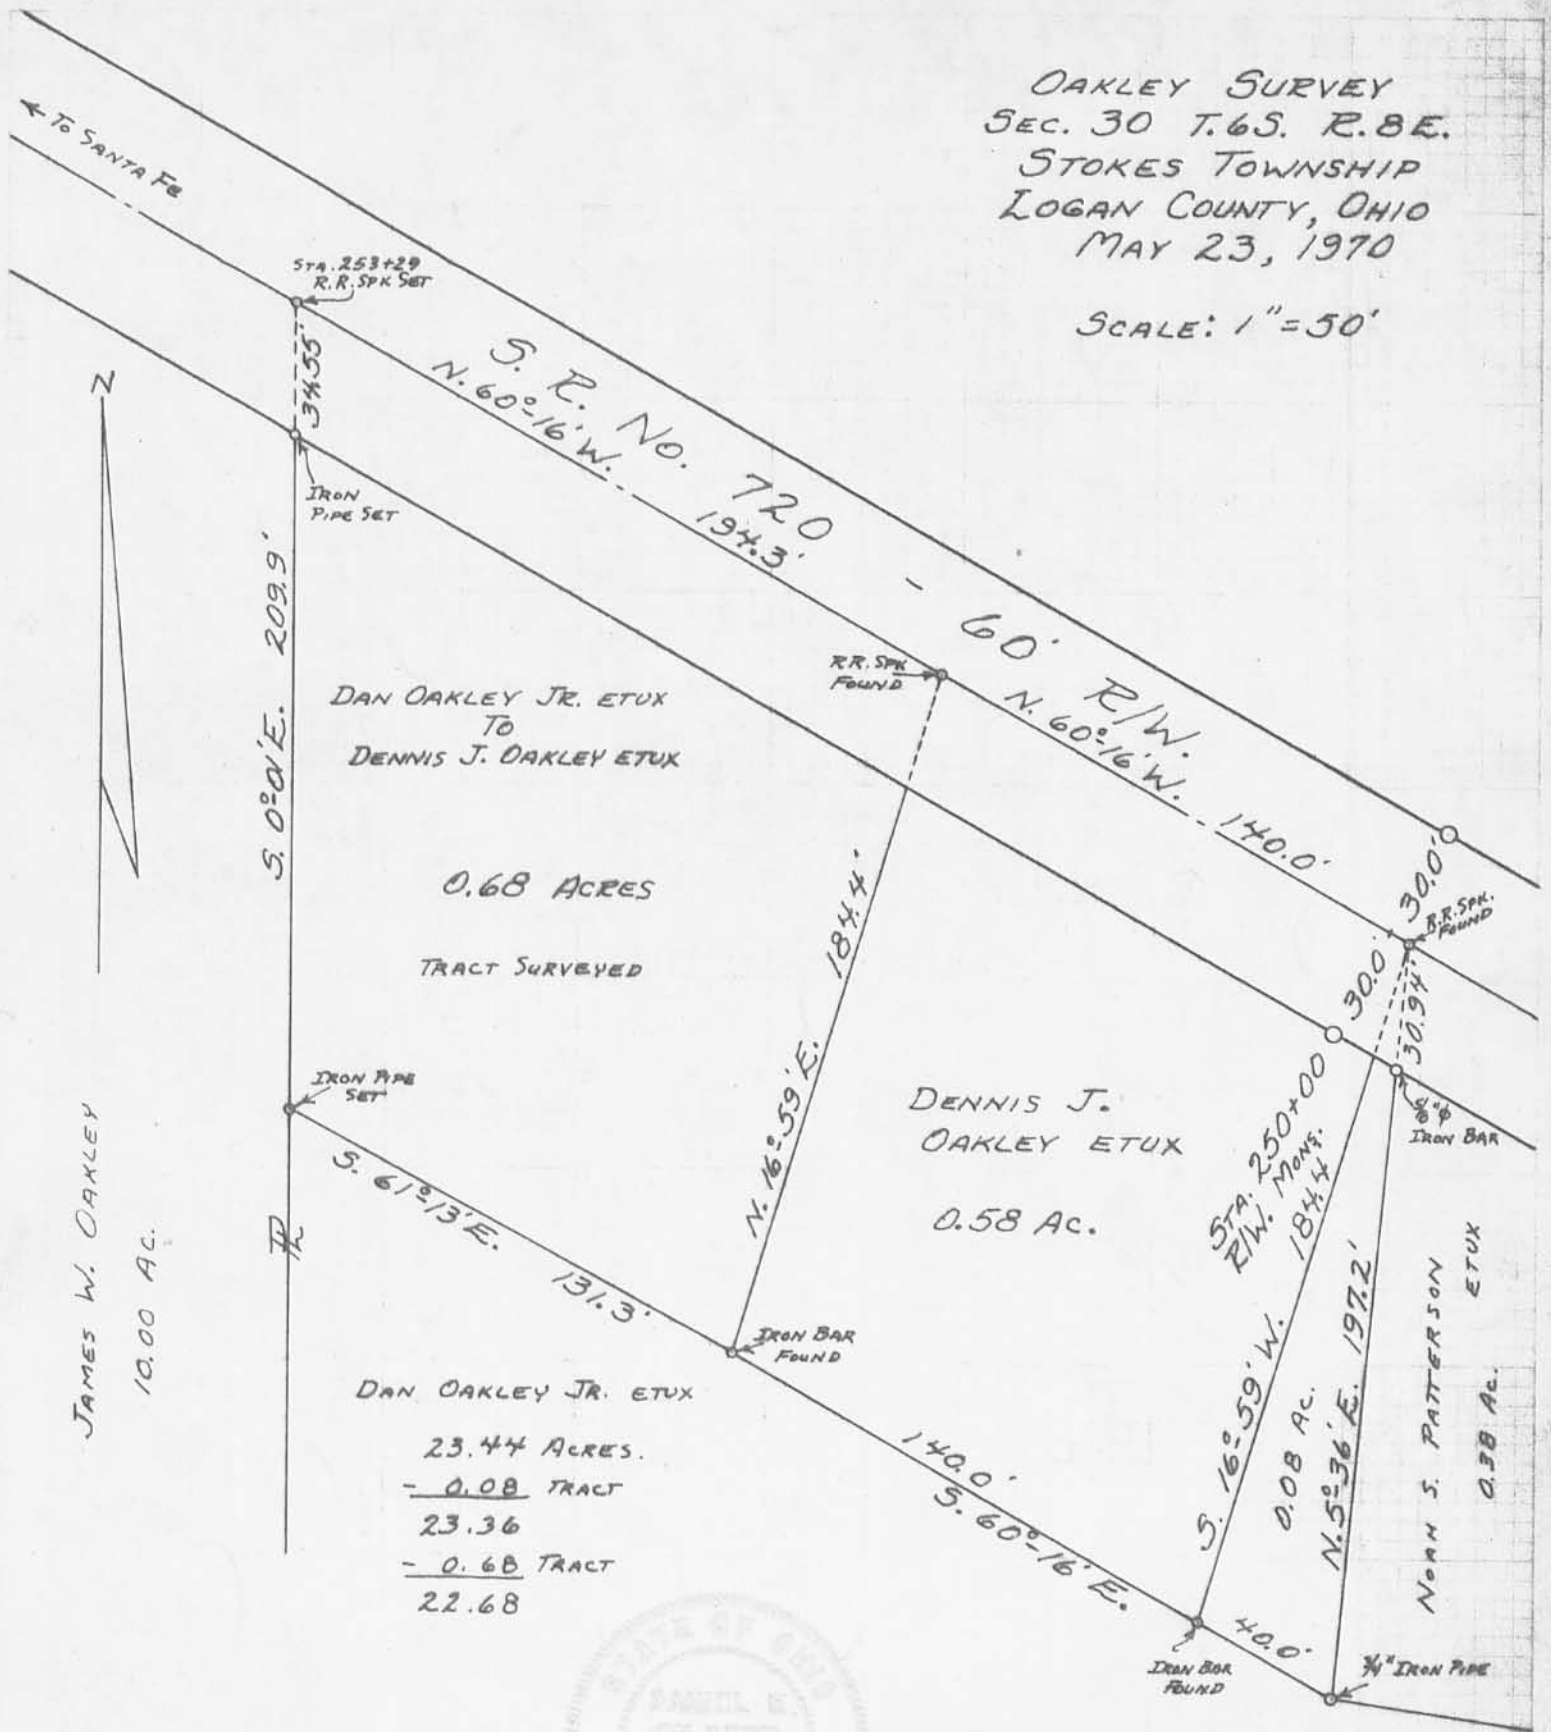 OAKLEY SURVEY
SEC. 30 T.6S. R.8E.
STOKES TOWNSHIP
LOGAN COUNTY, OHIO
MAY 23, 1970
SCALE: 1"=50'
← TO SANTA FE
STA. 253+29
R.R. SPK SET
34.55'
N
S. R. No. 720 - 60' R/W.
N. 60°-16' W.
194.3'
IRON
PIPE SET
S. 0°-01' E. 209.9'
R.R. SPK
FOUND
N. 60°-16' W.
140.0'
30.0'
R.R. SPK.
FOUND
30.0'
30.94'
DAN OAKLEY JR. ETUX
TO
DENNIS J. OAKLEY ETUX
0.68 ACRES
TRACT SURVEYED
184.4'
N. 16°-59' E.
DENNIS J.
OAKLEY ETUX
0.58 AC.
STA. 250+00
R/W. MONS.
184.4'
S. 16°-59' W.
5/8"φ
IRON BAR
IRON PIPE
SET
S. 61°-13' E.
131.3'
PL
JAMES W. OAKLEY
10.00 AC.
IRON BAR
FOUND
0.08 AC.
N. 5°-36' E. 197.2'
NOAH S. PATTERSON
ETUX
0.38 AC.
DAN OAKLEY JR. ETUX
23.44 ACRES.
- 0.08 TRACT
23.36
- 0.68 TRACT
22.68
140.0'
S. 60°-16' E.
40.0'
IRON BAR
FOUND
3/4" IRON PIPE